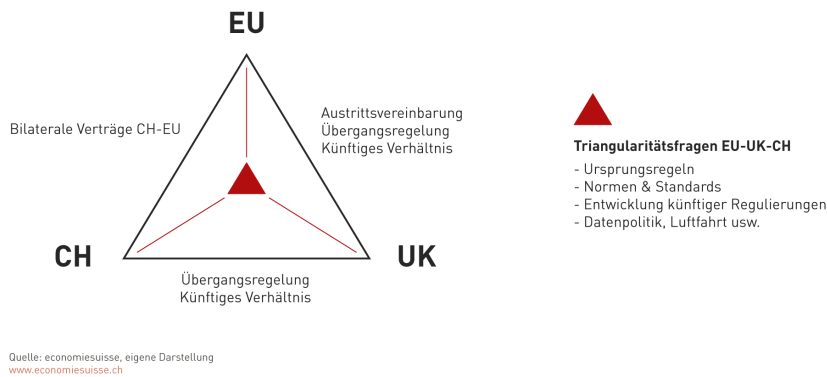 EU
Bilaterale Verträge CH-EU
Austrittsvereinbarung
Übergangsregelung
Künftiges Verhältnis
CH
UK
Übergangsregelung
Künftiges Verhältnis
Triangularitätsfragen EU-UK-CH
- Ursprungsregeln
- Normen & Standards
- Entwicklung künftiger Regulierungen
- Datenpolitik, Luftfahrt usw.
Quelle: economiesuisse, eigene Darstellung
www.economiesuisse.ch